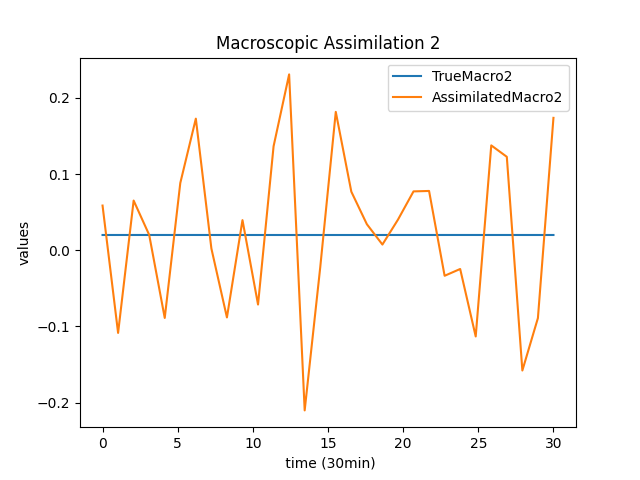 Macroscopic Assimilation 2
TrueMacro2
AssimilatedMacro2
values
0.2
0.1
0.0
−0.1
−0.2
0 5 10 15 20 25 30
time (30min)